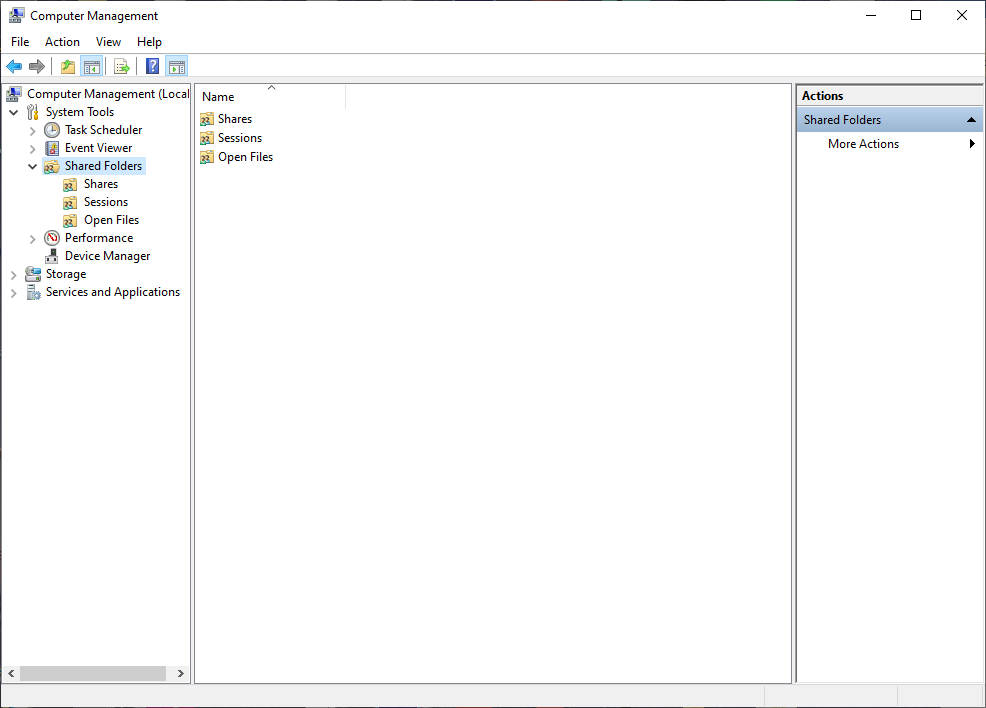 Computer Management
File Action View Help
Computer Management (Local
System Tools
Task Scheduler
Event Viewer
Shared Folders
Shares
Sessions
Open Files
Performance
Device Manager
Storage
Services and Applications
Name
Shares
Sessions
Open Files
Actions
Shared Folders
More Actions